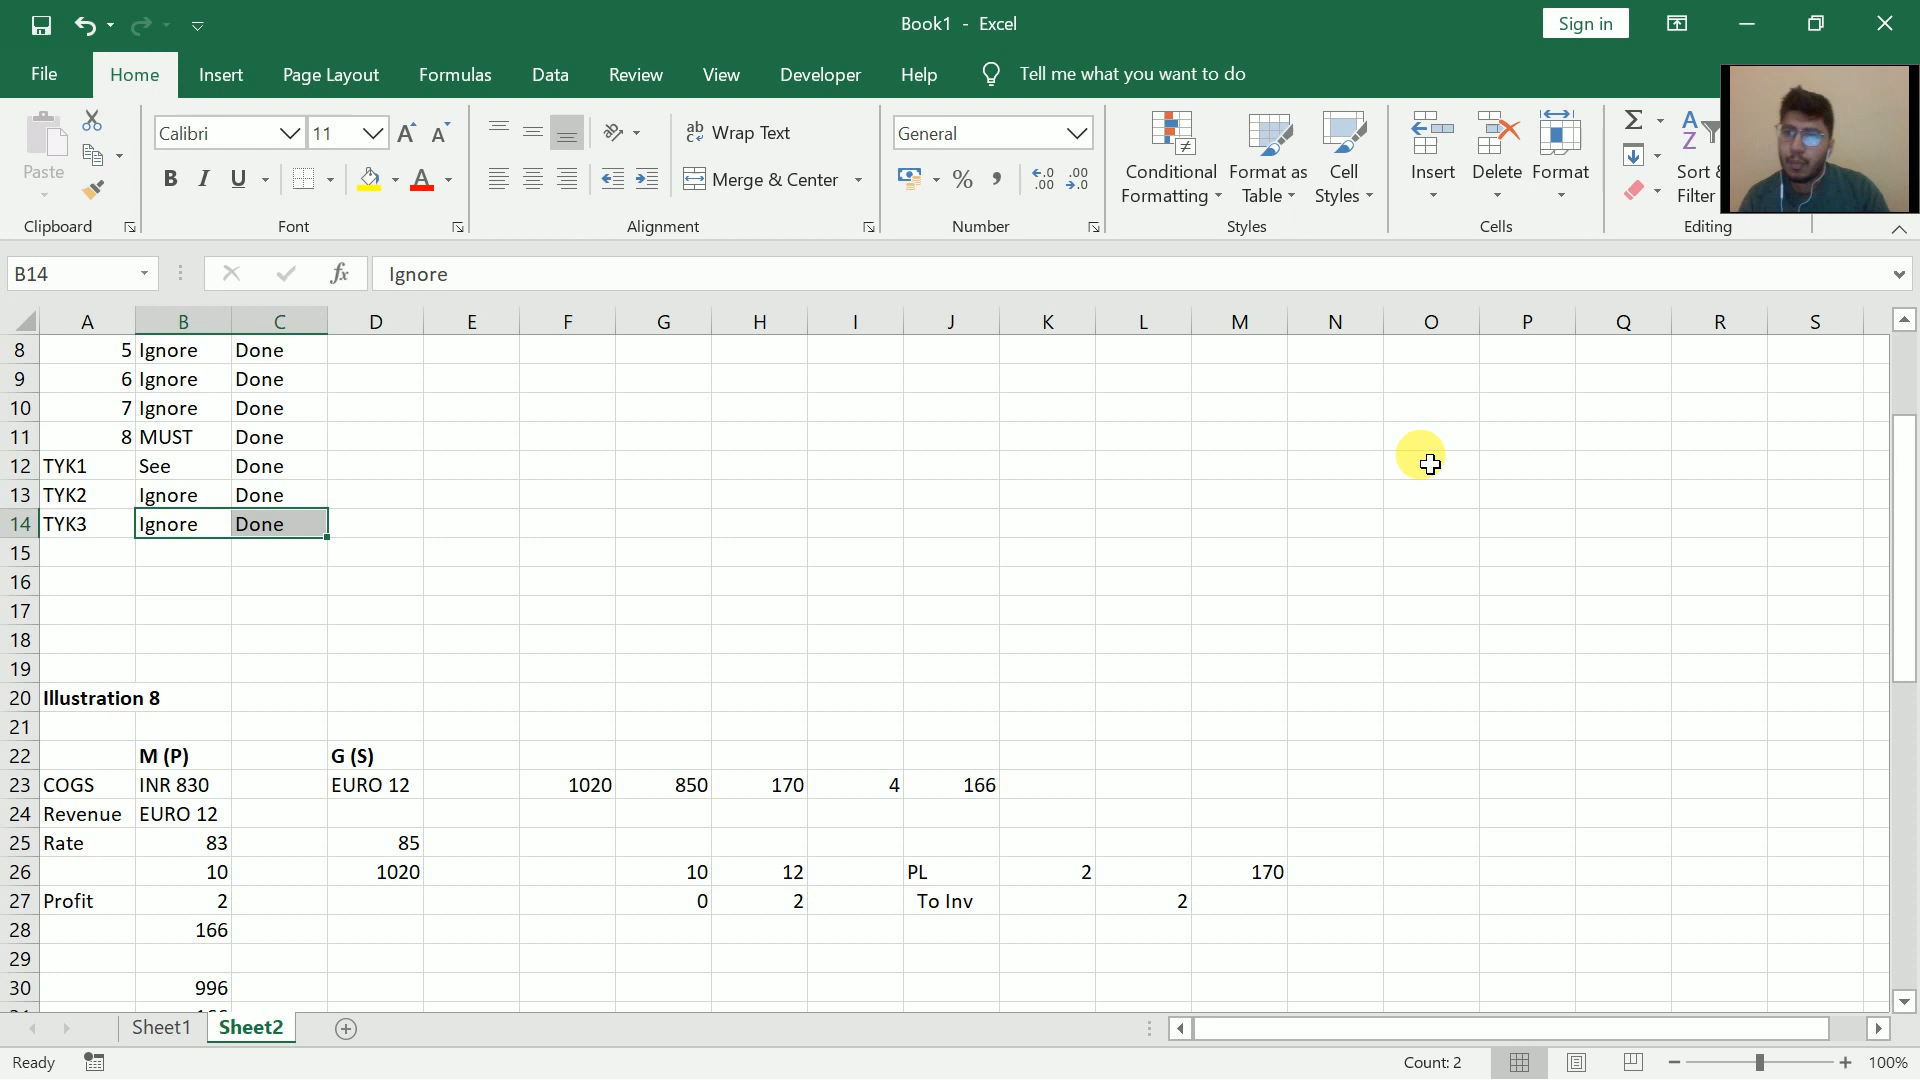 Book1 - Excel
Sign in
File Home Insert Page Layout Formulas Data Review View Developer Help Tell me what you want to do
Paste
Clipboard
Calibri 11
B I U
Font
Wrap Text
Merge & Center
Alignment
General
Number
Conditional Formatting
Format as Table
Cell Styles
Styles
Insert Delete Format
Cells
Sort &
Filter
Editing
B14 fx Ignore
A B C D E F G H I J K L M N O P Q R S
8 5 Ignore Done
9 6 Ignore Done
10 7 Ignore Done
11 8 MUST Done
12 TYK1 See Done
13 TYK2 Ignore Done
14 TYK3 Ignore Done
15
16
17
18
19
20 Illustration 8
21
22 M (P) G (S)
23 COGS INR 830 EURO 12 1020 850 170 4 166
24 Revenue EURO 12
25 Rate 83 85
26 10 1020 10 12 PL 2 170
27 Profit 2 0 2 To Inv 2
28 166
29
30 996
Sheet1 Sheet2
Ready Count: 2 100%